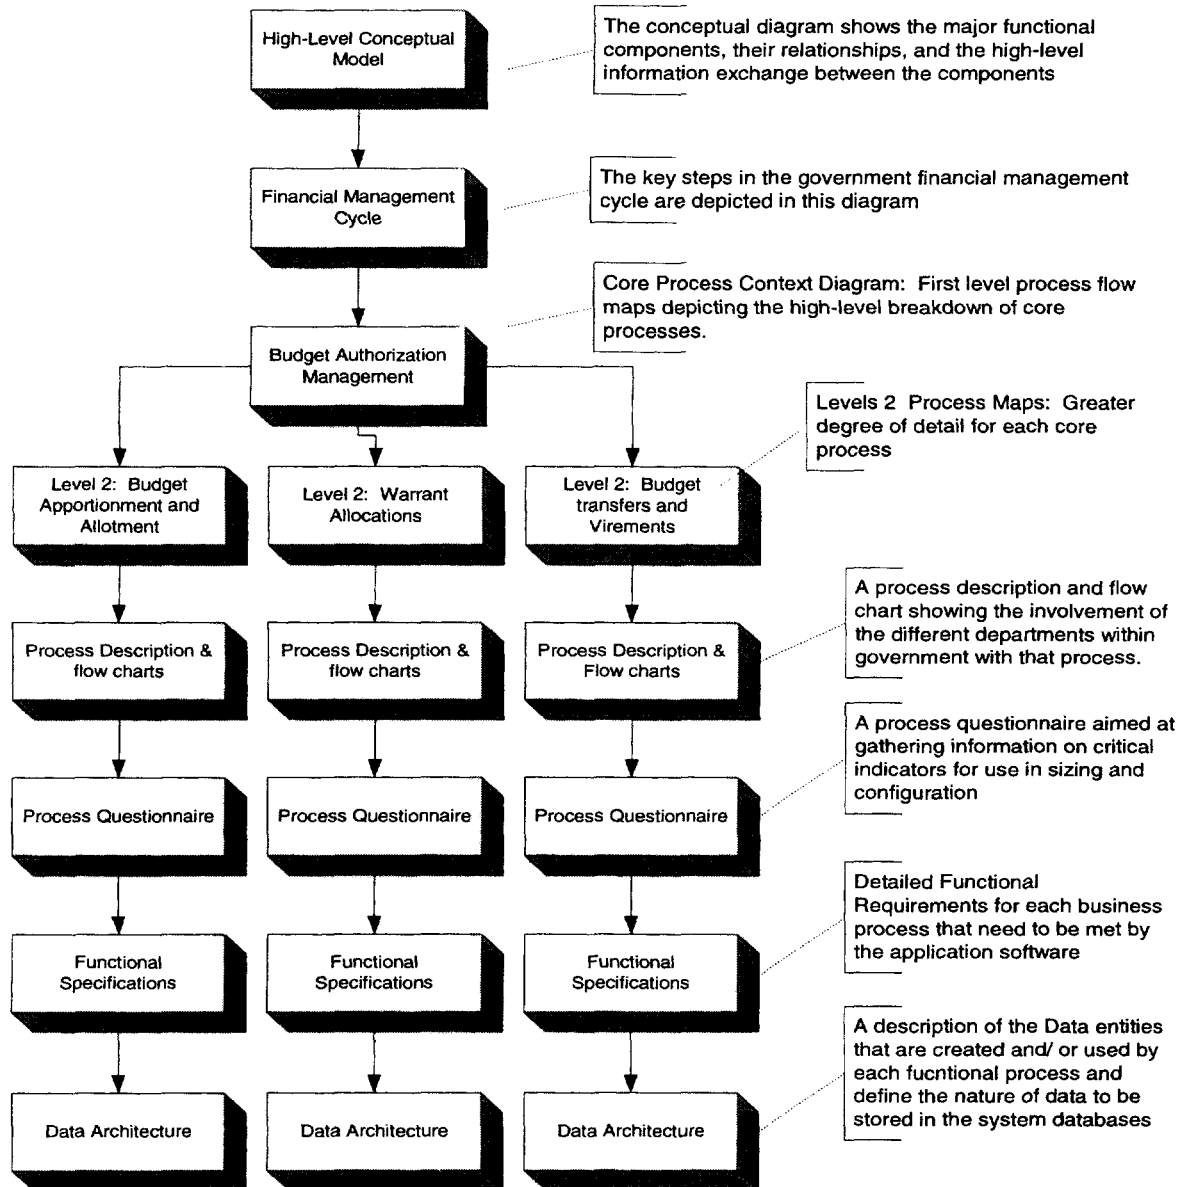 High-Level Conceptual
Model
The conceptual diagram shows the major functional
components, their relationships, and the high-level
information exchange between the components
Financial Management
Cycle
The key steps in the government financial management
cycle are depicted in this diagram
Core Process Context Diagram: First level process flow
maps depicting the high-level breakdown of core
processes.
Budget Authorization
Management
Levels 2 Process Maps: Greater
degree of detail for each core
process
Level 2: Budget
Apportionment and
Allotment
Level 2: Warrant
Allocations
Level 2: Budget
transfers and
Virements
A process description and flow
chart showing the involvement of
the different departments within
government with that process.
Process Description &
flow charts
Process Description &
flow charts
Process Description &
Flow charts
A process questionnaire aimed at
gathering information on critical
indicators for use in sizing and
configuration
Process Questionnaire
Process Questionnaire
Process Questionnaire
Detailed Functional
Requirements for each business
process that need to be met by
the application software
Functional
Specifications
Functional
Specifications
Functional
Specifications
A description of the Data entities
that are created and/ or used by
each fucntional process and
define the nature of data to be
stored in the system databases
Data Architecture
Data Architecture
Data Architecture